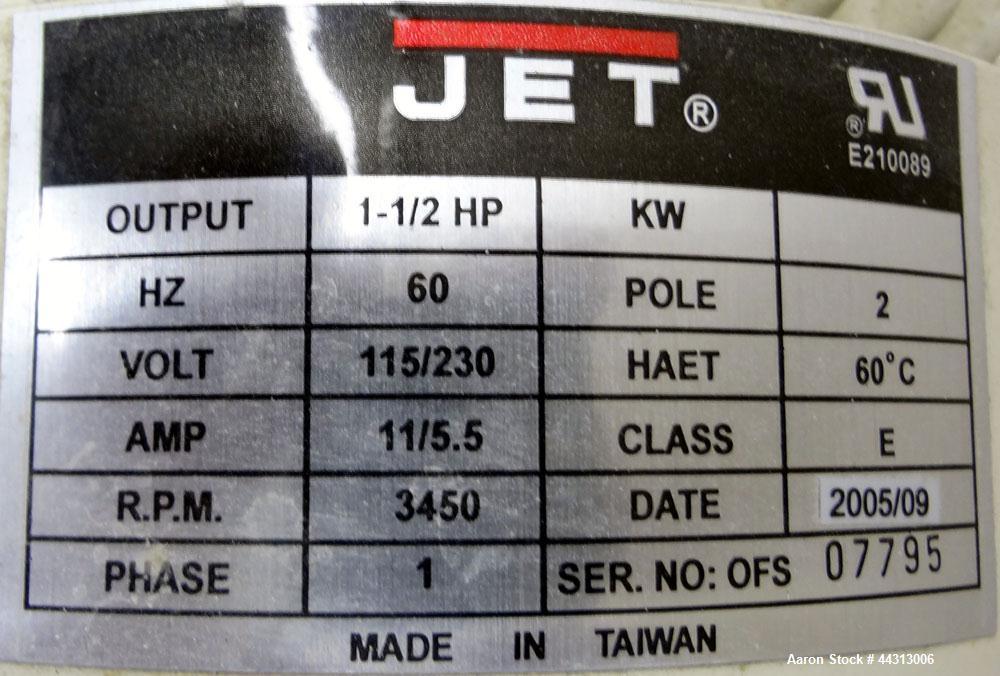 JET®
RU ®
E210089
OUTPUT 1-1/2 HP KW
HZ 60 POLE 2
VOLT 115/230 HAET 60°C
AMP 11/5.5 CLASS E
R.P.M. 3450 DATE 2005/09
PHASE 1 SER. NO: OFS 07795
MADE IN TAIWAN
Aaron Stock # 44313006